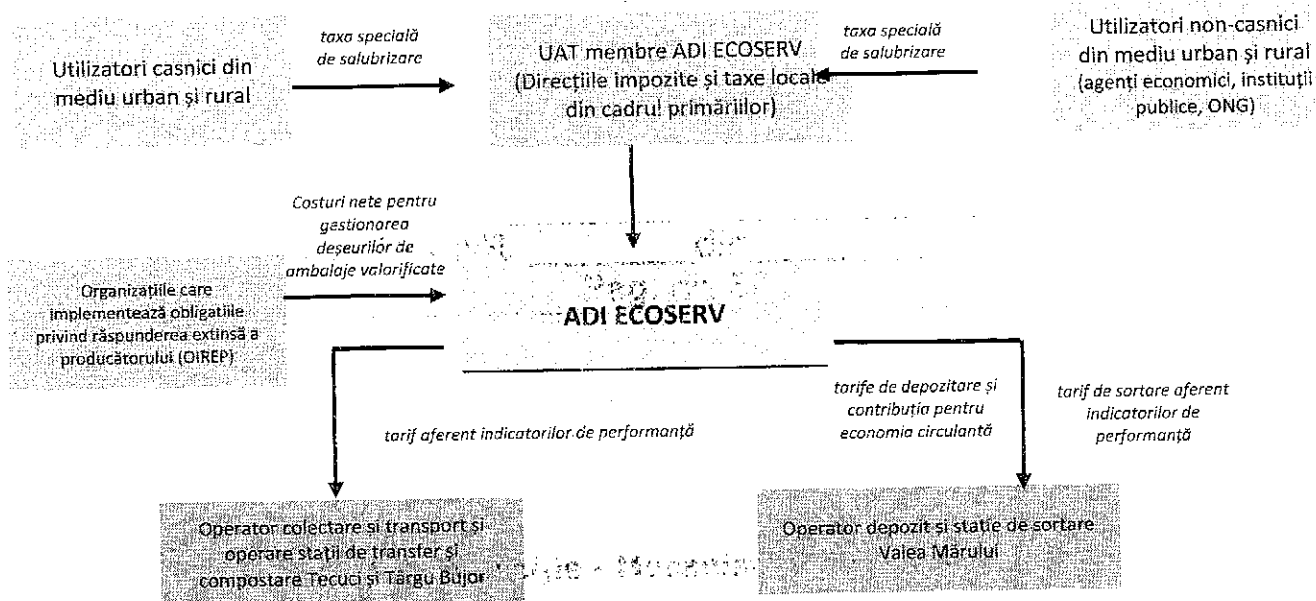 Utilizatori casnici din
mediu urban și rural
taxa specială
de salubrizare
UAT membre ADI ECOSERV
(Direcțiile impozite și taxe locale
din cadrul primăriilor)
taxa specială
de salubrizare
Utilizatori non-casnici
din mediu urban și rural
(agenți economici, instituții
publice, ONG)
Costuri nete pentru
gestionarea
deșeurilor de
ambalaje valorificate
Organizațiile care
implementează obligatiile
privind răspunderea extinsă a
producătorului (OIREP)
ADI ECOSERV
tarif aferent indicatorilor de performanță
tarife de depozitare și
contribuția pentru
economia circulantă
tarif de sortare aferent
indicatorilor de
performanță
Operator colectare si transport și
operare stații de transfer și
compostare Tecuci și Târgu Bujor
Operator depozit si statie de sortare
Valea Mărului